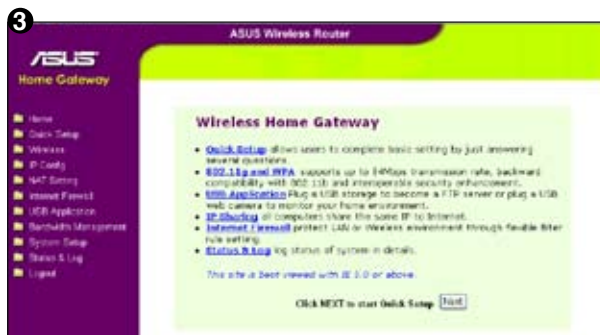 3
ASUS Wireless Router
ASUS
Home Gateway
Home
Quick Setup
Wireless
IP Config
NAT Setting
Internet Firewall
USB Application
Bandwidth Management
System Setup
Status & Log
Logout
Wireless Home Gateway
Quick Setup allows users to complete basic setting by just answering
several questions.
802.11g and WPA supports up to 54Mbps transmission rate, backward
compatibility with 802.11b and interoperable security enhancement.
USB Application Plug a USB storage to become a FTP server or plug a USB
web camera to monitor your home environment.
IP Sharing all computers share the same IP to Internet.
Internet Firewall protect LAN or Wireless environment through flexible filter
rule setting.
Status & Log log status of system in details.
This site is best viewed with IE 5.0 or above.
Click NEXT to start Quick Setup Next